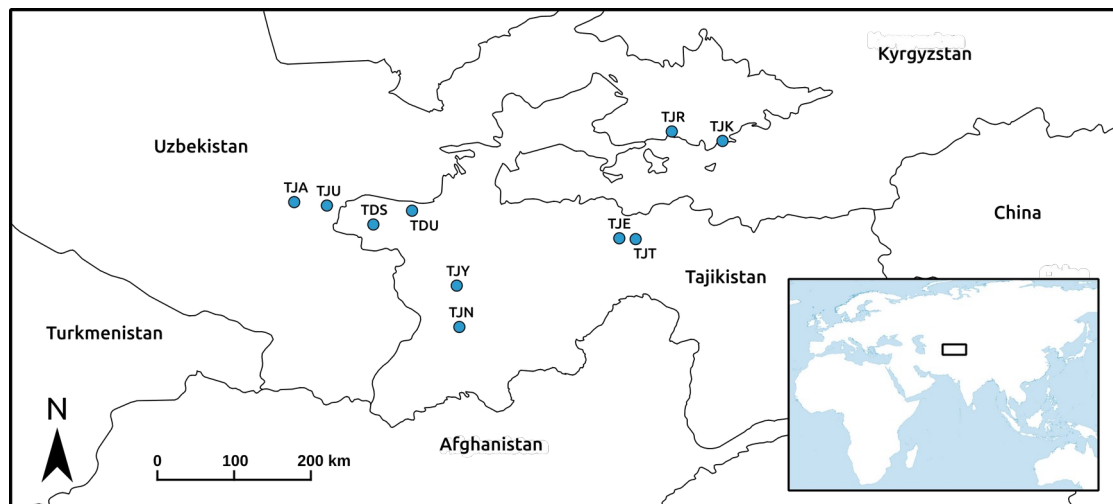 Kyrgyzstan
TJR
TJK
Uzbekistan
TJA
TJU
TDS
TDU
China
TJE
TJT
TJY
Tajikistan
TJN
Turkmenistan
N
Afghanistan
0 100 200 km